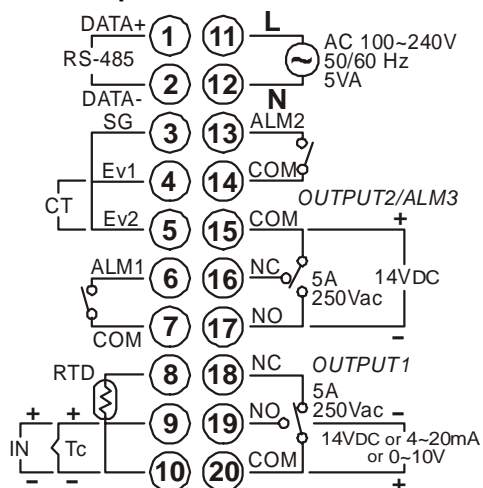 DATA+ 1 11 L
RS-485
AC 100~240V
50/60 Hz
5VA
DATA- 2 12 N
SG 3 13 ALM2
Ev1 4 14 COM
CT
OUTPUT2/ALM3
Ev2 5 15 COM +
ALM1 6 16 NC
5A
250Vac
14VDC
COM 7 17 NO −
RTD 8 18 NC OUTPUT1
5A
250Vac
+ + 9 19 NO −
IN Tc
14VDC or 4~20mA
or 0~10V
− − 10 20 COM +